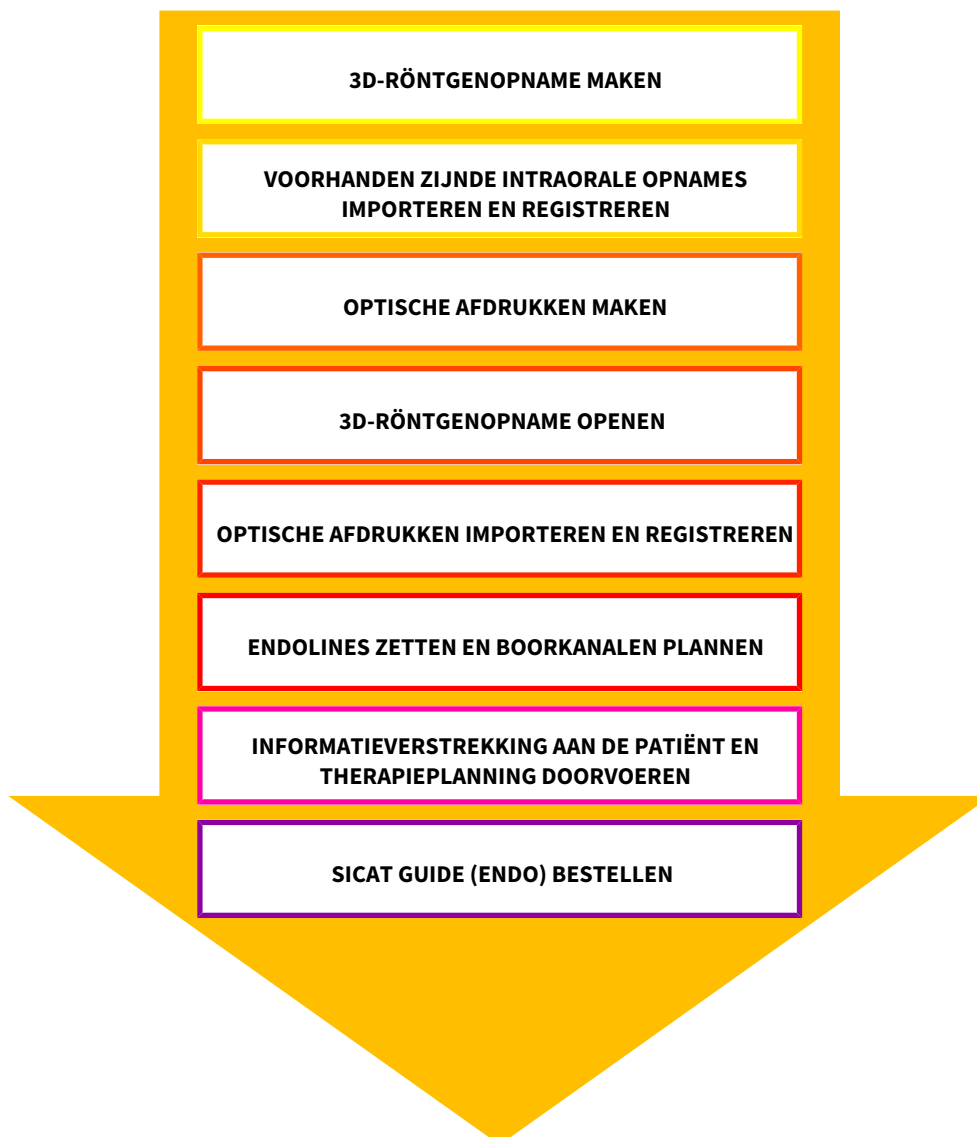 3D-RÖNTGENOPNAME MAKEN
VOORHANDEN ZIJNDE INTRAORALE OPNAMES
IMPORTEREN EN REGISTREREN
OPTISCHE AFDRUKKEN MAKEN
3D-RÖNTGENOPNAME OPENEN
OPTISCHE AFDRUKKEN IMPORTEREN EN REGISTREREN
ENDOLINES ZETTEN EN BOORKANALEN PLANNEN
INFORMATIEVERSTREKKING AAN DE PATIËNT EN
THERAPIEPLANNING DOORVOEREN
SICAT GUIDE (ENDO) BESTELLEN